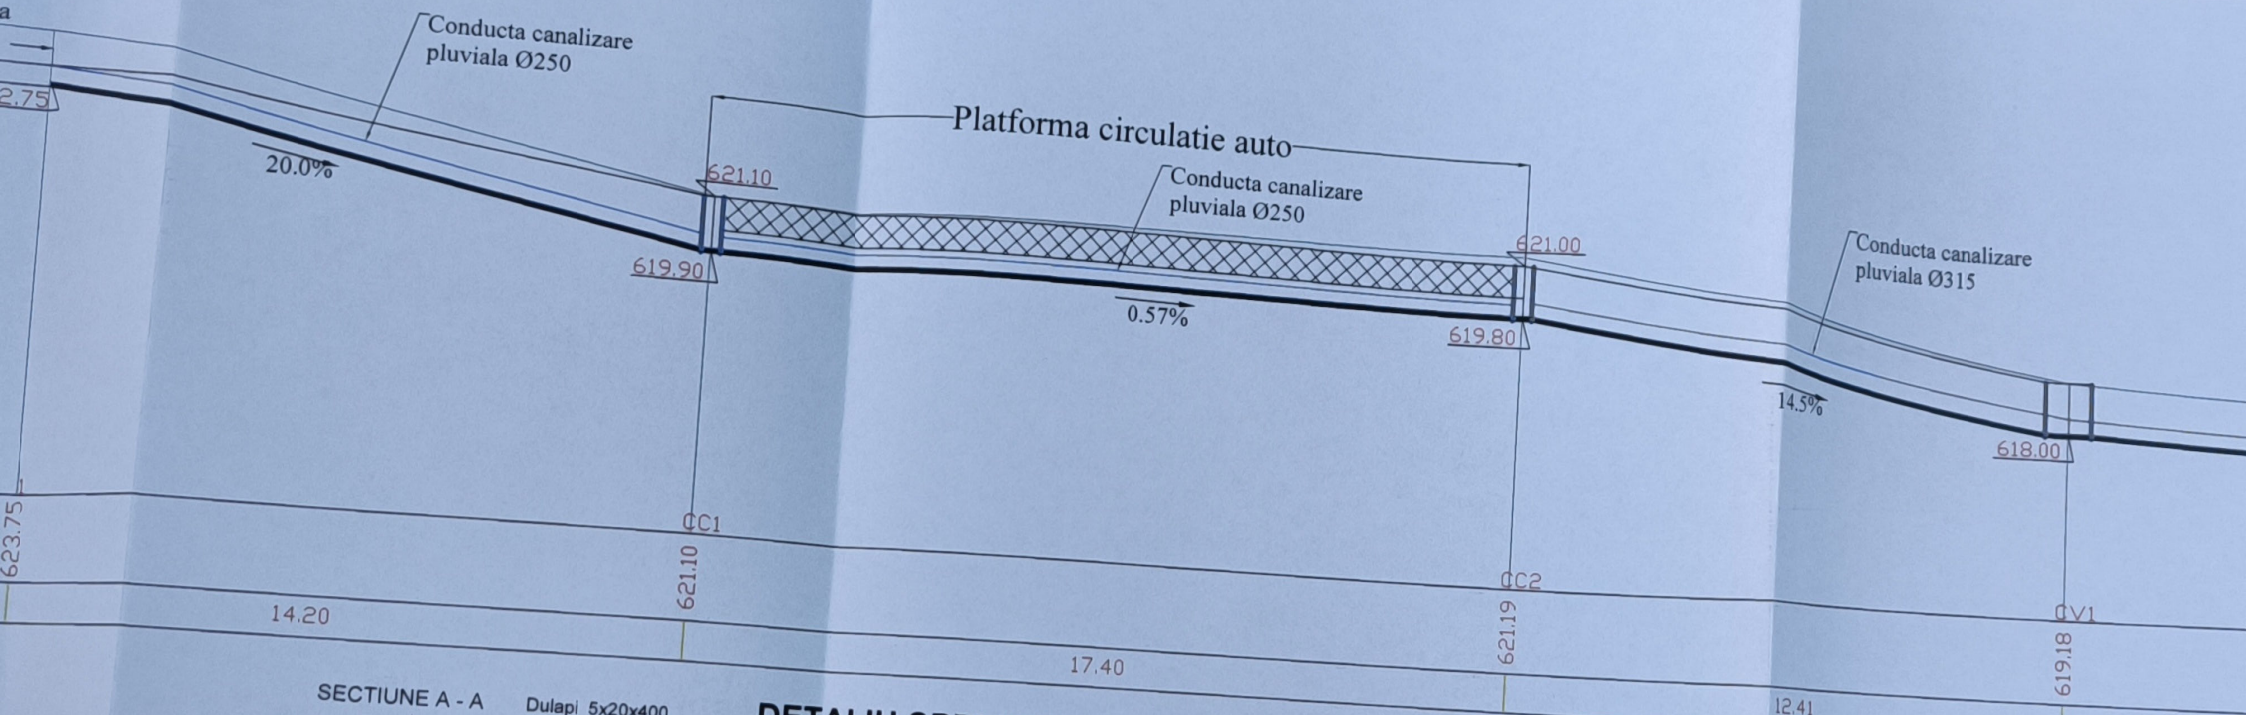 a
Conducta canalizare
pluviala Ø250
2.75
20.0%
Platforma circulatie auto
621.10
619.90
Conducta canalizare
pluviala Ø250
0.57%
621.00
619.80
Conducta canalizare
pluviala Ø315
14.5%
618.00
1
CC1
CC2
CV1
623.75
621.10
621.19
619.18
14.20
17.40
12.41
SECTIUNE A - A
Dulapi 5x20x400
DETALIU